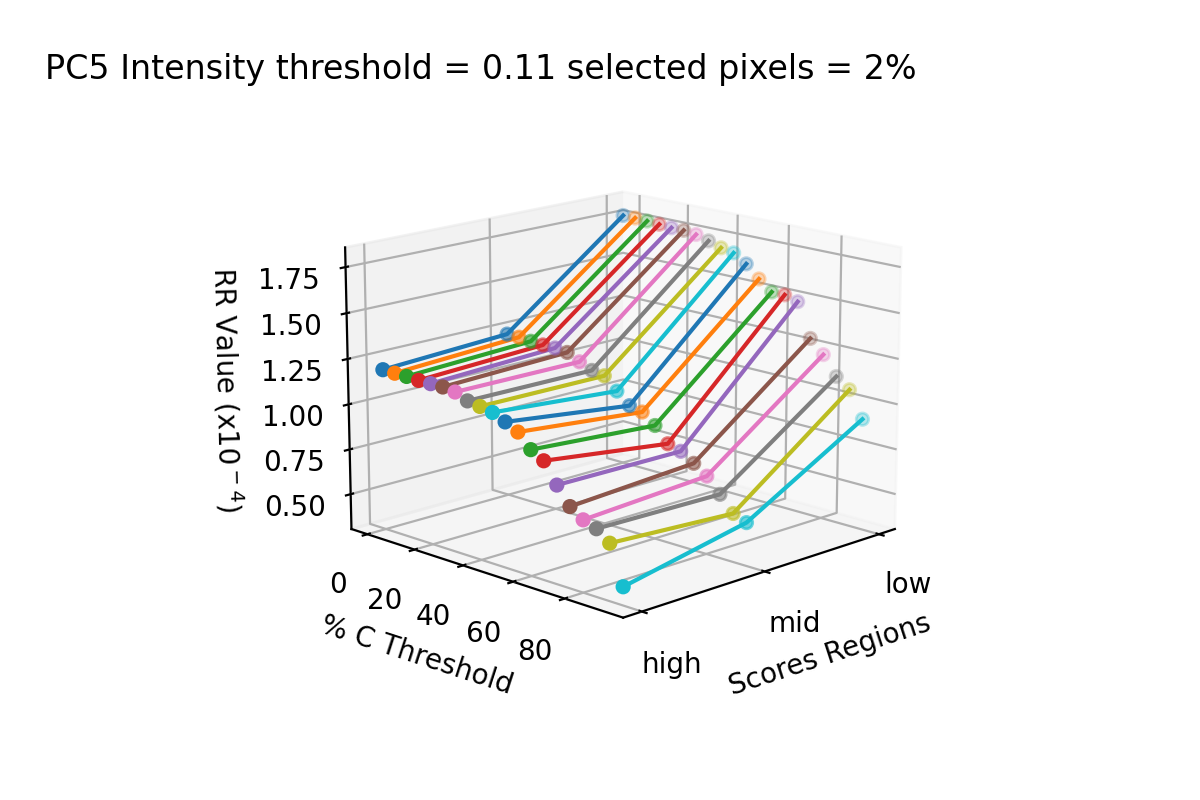 PC5 Intensity threshold = 0.11 selected pixels = 2%
RR Value (x10⁻⁴)
1.75
1.50
1.25
1.00
0.75
0.50
0
20
40
60
80
% C Threshold
high
mid
low
Scores Regions